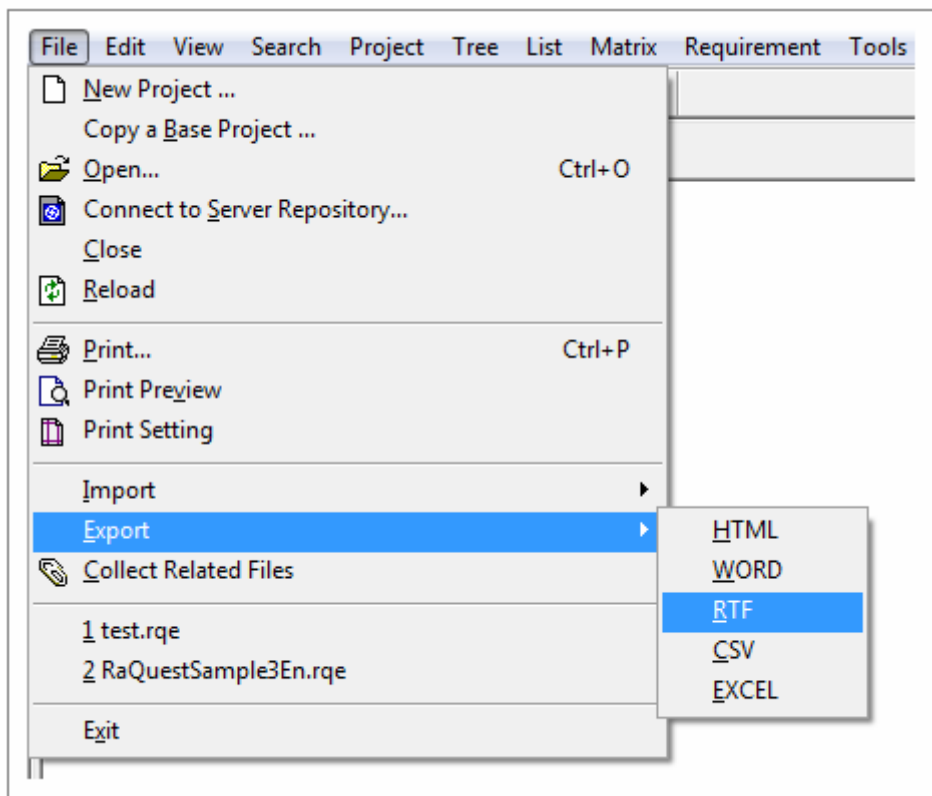 File Edit View Search Project Tree List Matrix Requirement Tools
New Project ...
Copy a Base Project ...
Open... Ctrl+O
Connect to Server Repository...
Close
Reload
Print... Ctrl+P
Print Preview
Print Setting
Import
Export
Collect Related Files
1 test.rqe
2 RaQuestSample3En.rqe
Exit
HTML
WORD
RTF
CSV
EXCEL